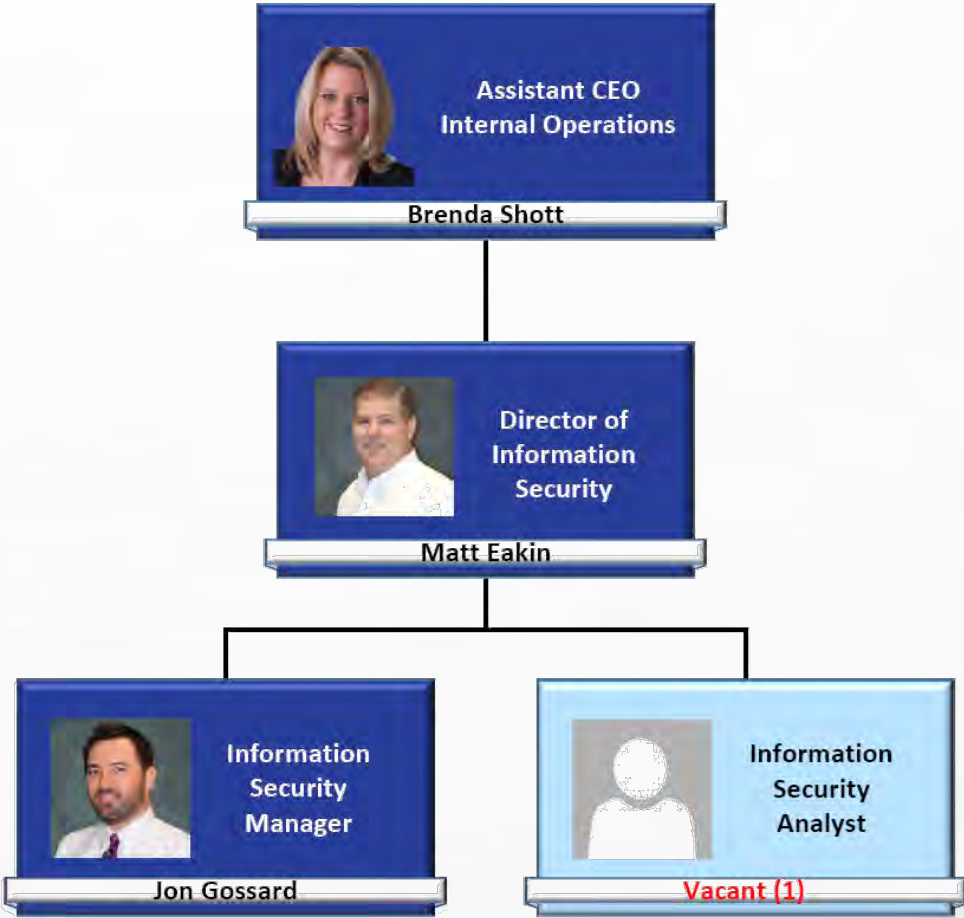 Assistant CEO
Internal Operations
Brenda Shott
Director of
Information
Security
Matt Eakin
Information
Security
Manager
Jon Gossard
Information
Security
Analyst
Vacant (1)